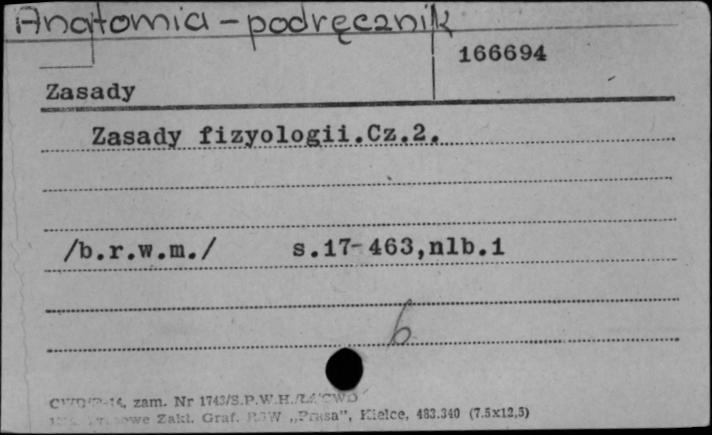 Anatomia - podręcznik
166694
Zasady
Zasady fizyologii.Cz.2.
/b.r.w.m./ s.17-463,nlb.1
b
zam. Nr 1743/S.P.W.H.
Zakł. Graf. RSW „Prasa", Kielce, 483.340 (7.5x12,5)